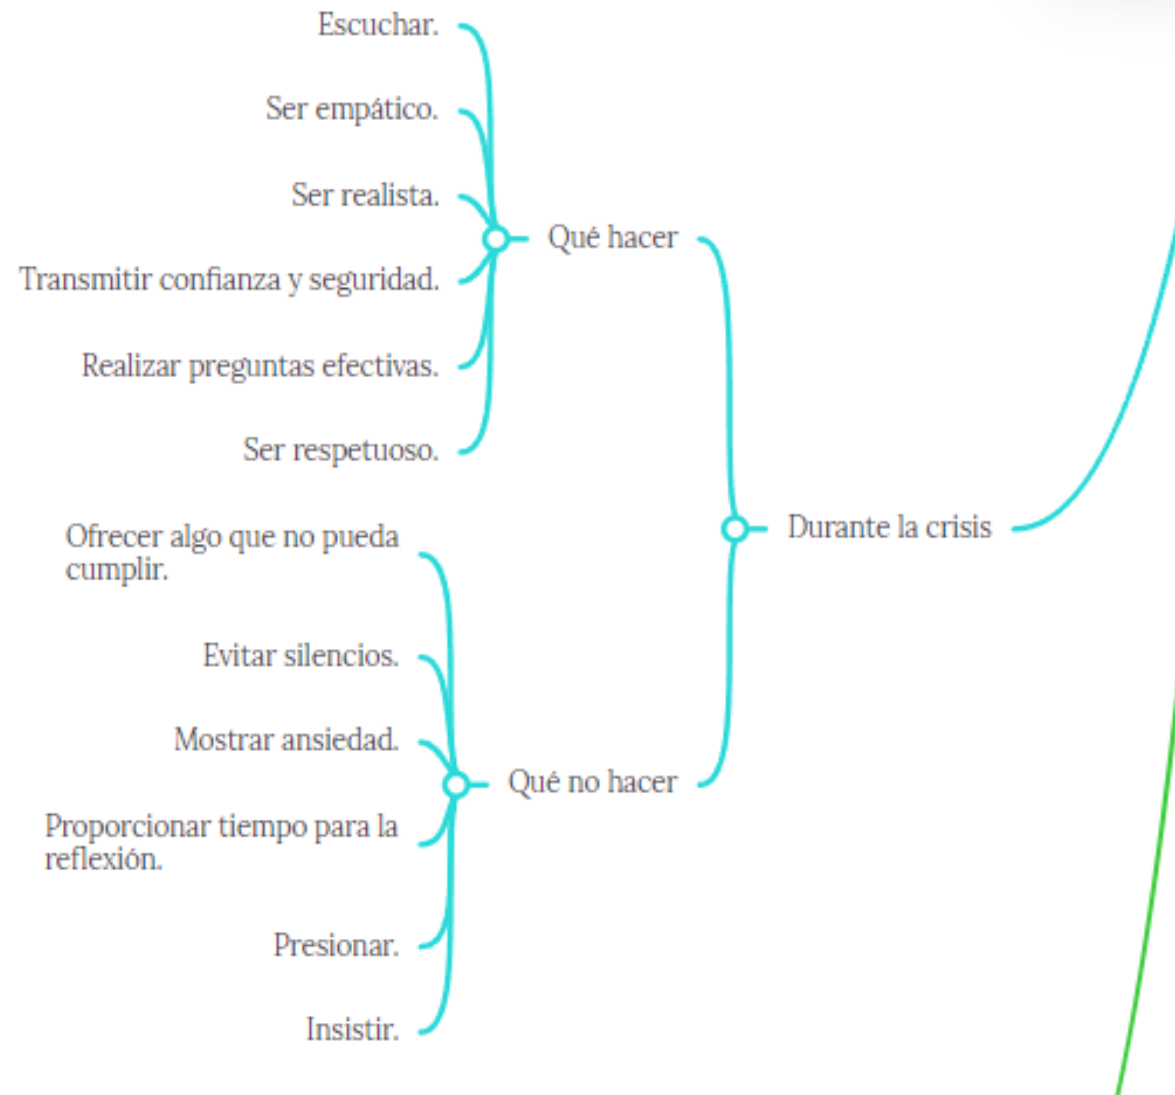 Escuchar.
Ser empático.
Ser realista.
Qué hacer
Transmitir confianza y seguridad.
Realizar preguntas efectivas.
Ser respetuoso.
Durante la crisis
Ofrecer algo que no pueda
cumplir.
Evitar silencios.
Mostrar ansiedad.
Qué no hacer
Proporcionar tiempo para la
reflexión.
Presionar.
Insistir.